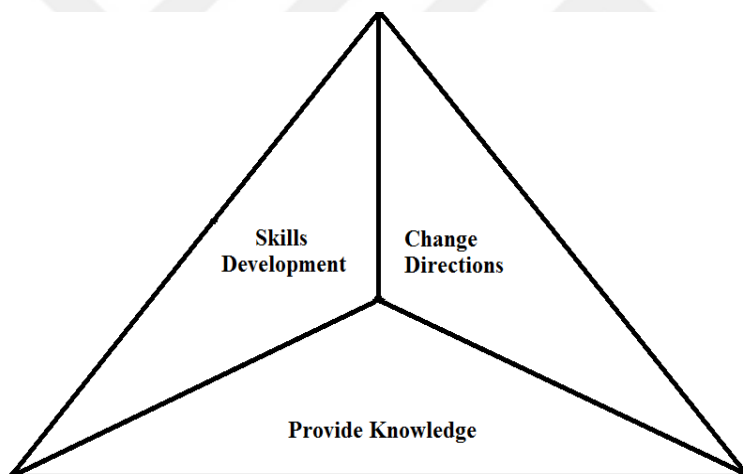 Skills
Development
Change
Directions
Provide Knowledge